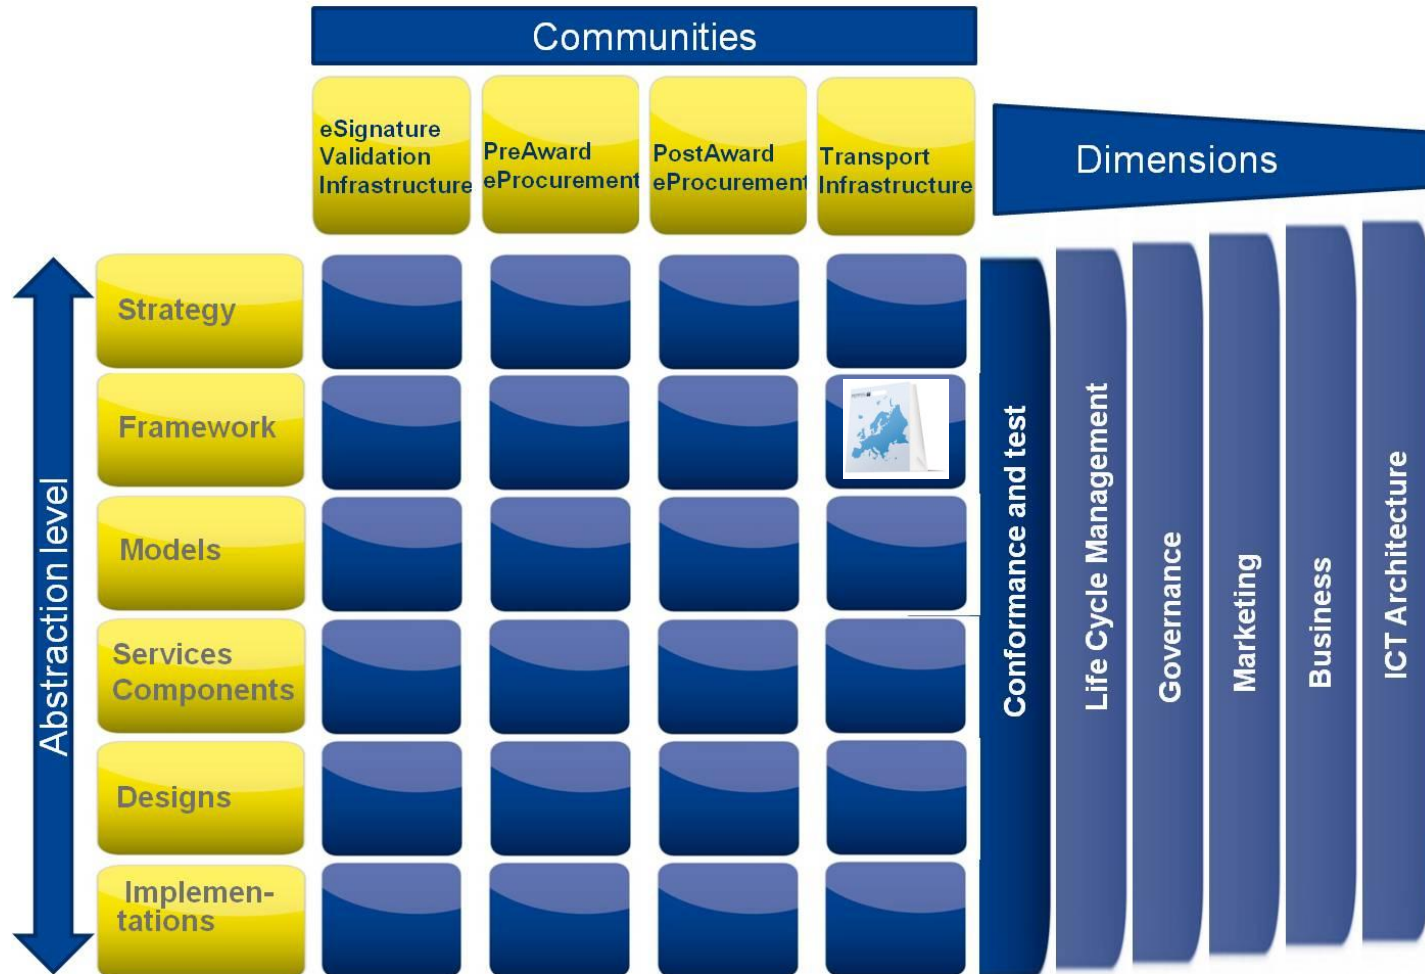 Communities
eSignature
Validation
Infrastructure
PreAward
eProcurement
PostAward
eProcurement
Transport
Infrastructure
Dimensions
Abstraction level
Strategy
Framework
Models
Services
Components
Designs
Implemen-
tations
Conformance and test
Life Cycle Management
Governance
Marketing
Business
ICT Architecture